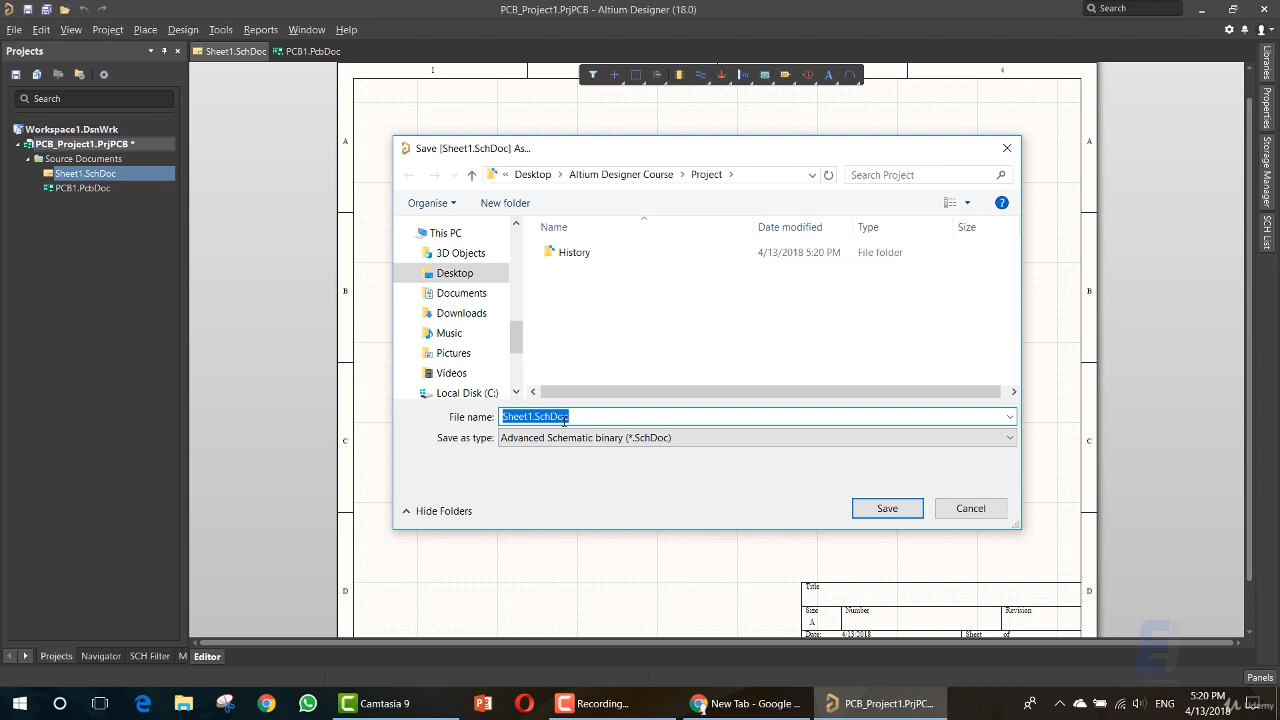 PCB_Project1.PrjPCB - Altium Designer (18.0)
Search
File View Project Place Design Tools Reports Window Help
Projects
Sheet1.SchDoc
PCB1.PcbDoc
Search
Workspace1.DsnWrk
PCB_Project1.PrjPCB *
Source Documents
Sheet1.SchDoc
PCB1.PcbDoc
1
4
A
B
C
D
A
B
C
D
Libraries
Properties
Storage Manager
SCH List
Save [Sheet1.SchDoc] As...
« Desktop > Altium Designer Course > Project >
Search Project
Organise
New folder
?
This PC
3D Objects
Desktop
Documents
Downloads
Music
Pictures
Videos
Local Disk (C:)
Name Date modified Type Size
History 4/13/2018 5:20 PM File folder
File name: Sheet1.SchDoc
Save as type: Advanced Schematic binary (*.SchDoc)
Hide Folders
Save
Cancel
Title
Size Number Revision
A
Date: 4/13/2018 Sheet of
Projects Navigator SCH Filter M Editor
Panels
Camtasia 9
Recording...
New Tab - Google ...
PCB_Project1.PrjPC...
ENG
5:20 PM
4/13/2018
Udemy